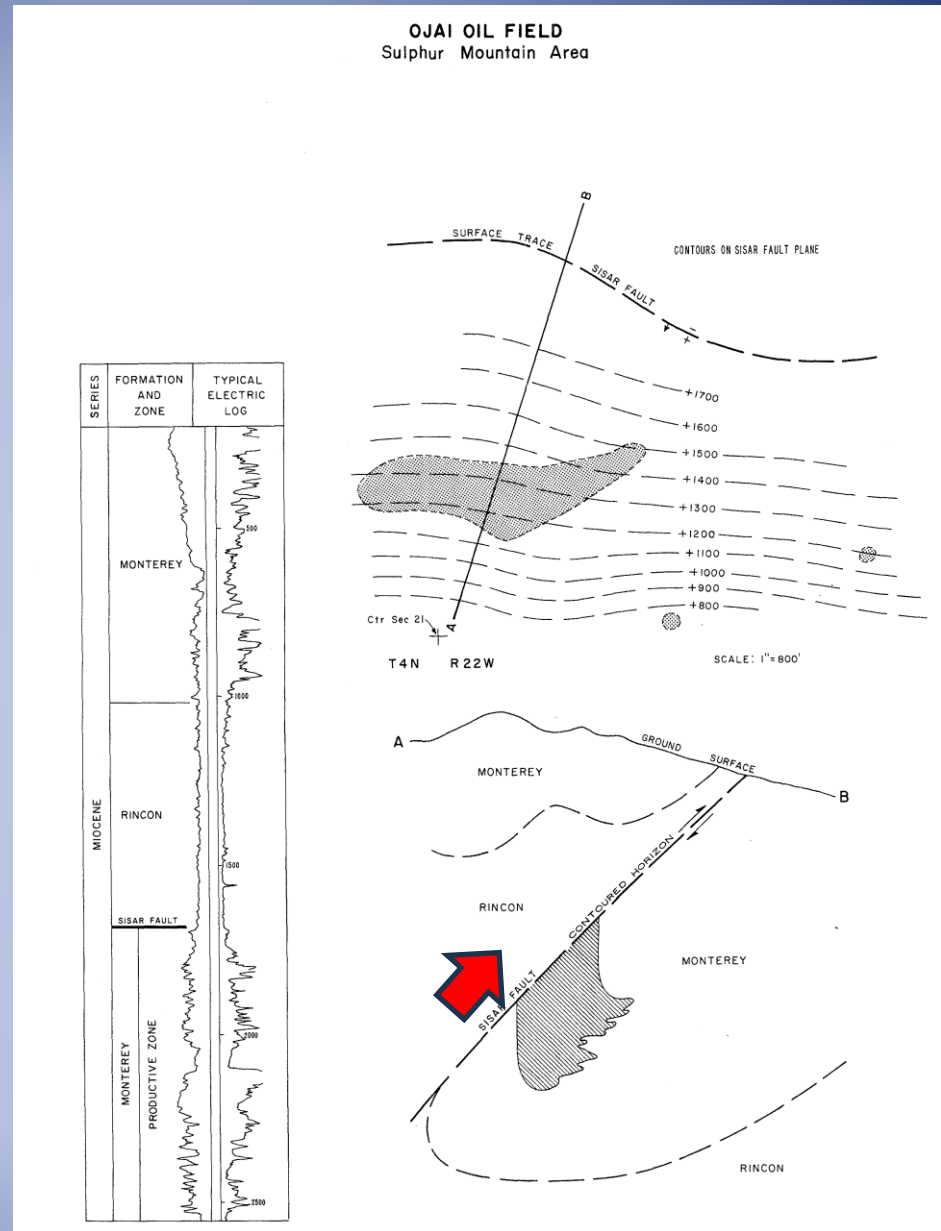 OJAI OIL FIELD
Sulphur Mountain Area
B
SURFACE TRACE
SISAR FAULT
CONTOURS ON SISAR FAULT PLANE
−
+
+1700
+1600
+1500
+1400
+1300
+1200
+1100
+1000
+900
+800
Ctr Sec 21
A
T4N R22W
SCALE: 1"=800'
SERIES
FORMATION
AND
ZONE
TYPICAL
ELECTRIC
LOG
500
MONTEREY
1000
MIOCENE
RINCON
1500
SISAR FAULT
MONTEREY
PRODUCTIVE ZONE
2000
2500
A
GROUND SURFACE
MONTEREY
B
CONTOURED HORIZON
RINCON
SISAR FAULT
MONTEREY
RINCON